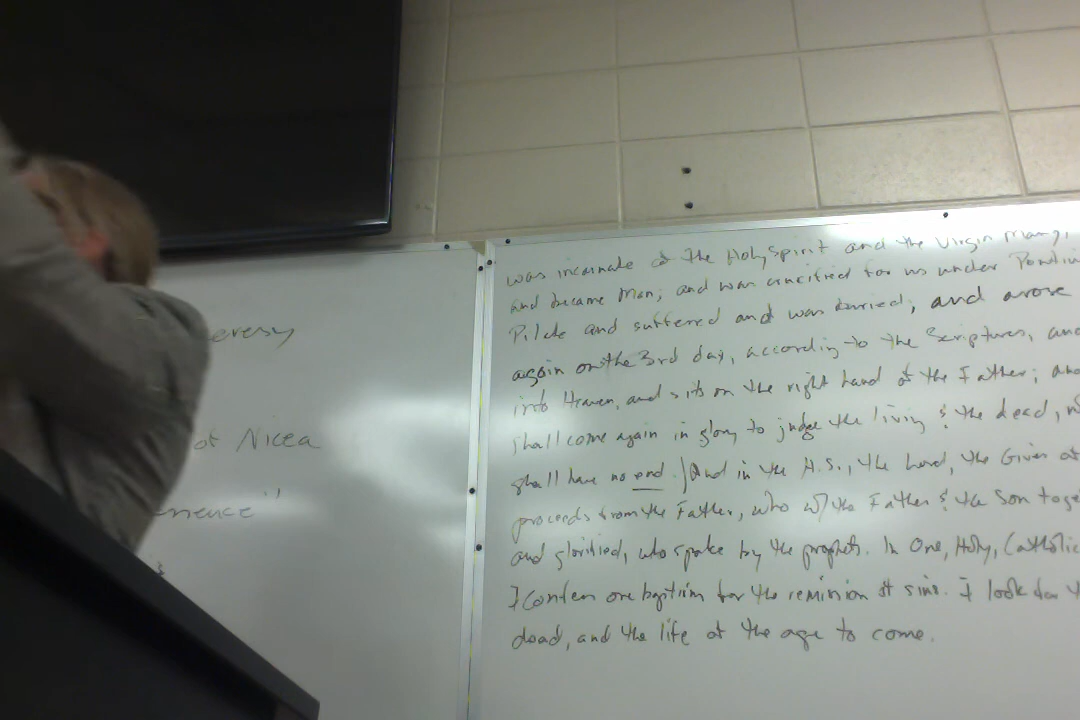 eresy
of Nicea
was incarnate of the Holy Spirit and the Virgin Mary,
and became Man; and was crucified for us under Pontiu
Pilate and suffered and was buried; and arose
again on the 3rd day, according to the Scriptures, and
into Heaven, and sits on the right hand of the Father; and
shall come again in glory to judge the living & the dead, w
shall have no end.) And in the H.S., the Lord, the Giver of
proceeds from the Father, who w/ the Father & the Son toge
and glorified, who spoke by the prophets. In One, Holy, Catholic
I confess one baptism for the remission of sins. I look for t
dead, and the life of the age to come.